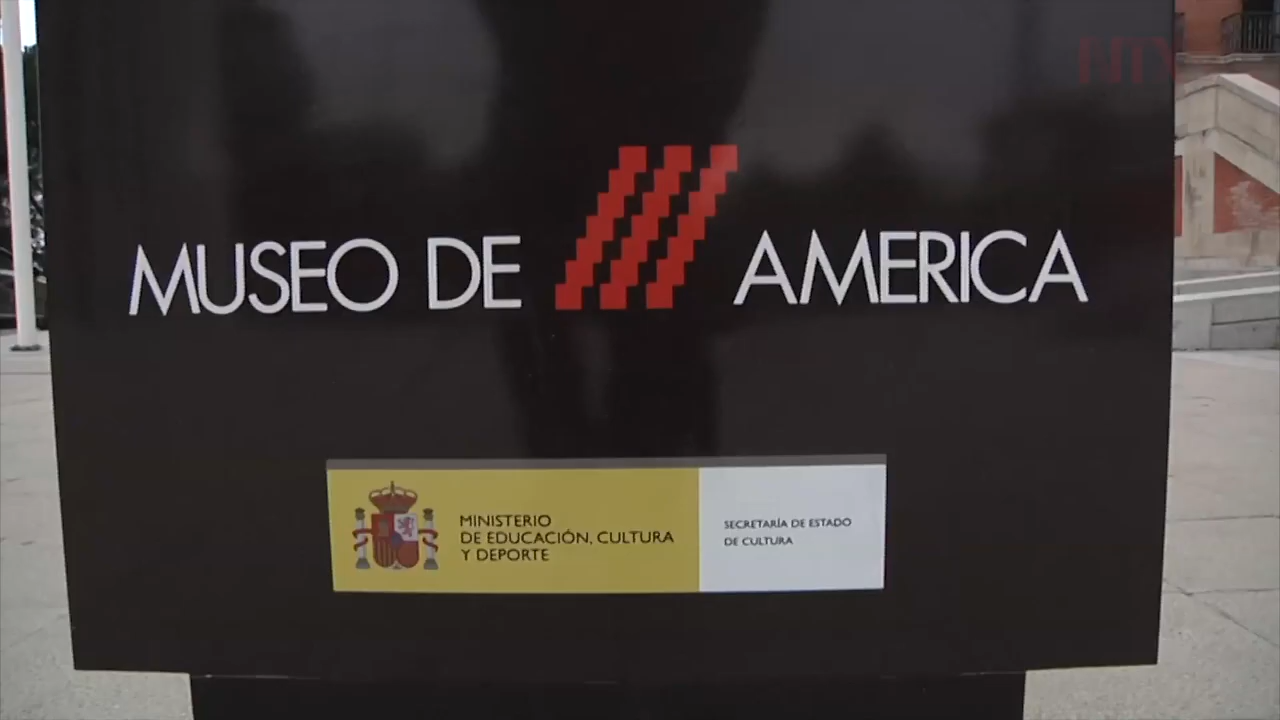 MUSEO DE AMERICA
MINISTERIO
DE EDUCACIÓN, CULTURA
Y DEPORTE
SECRETARÍA DE ESTADO
DE CULTURA